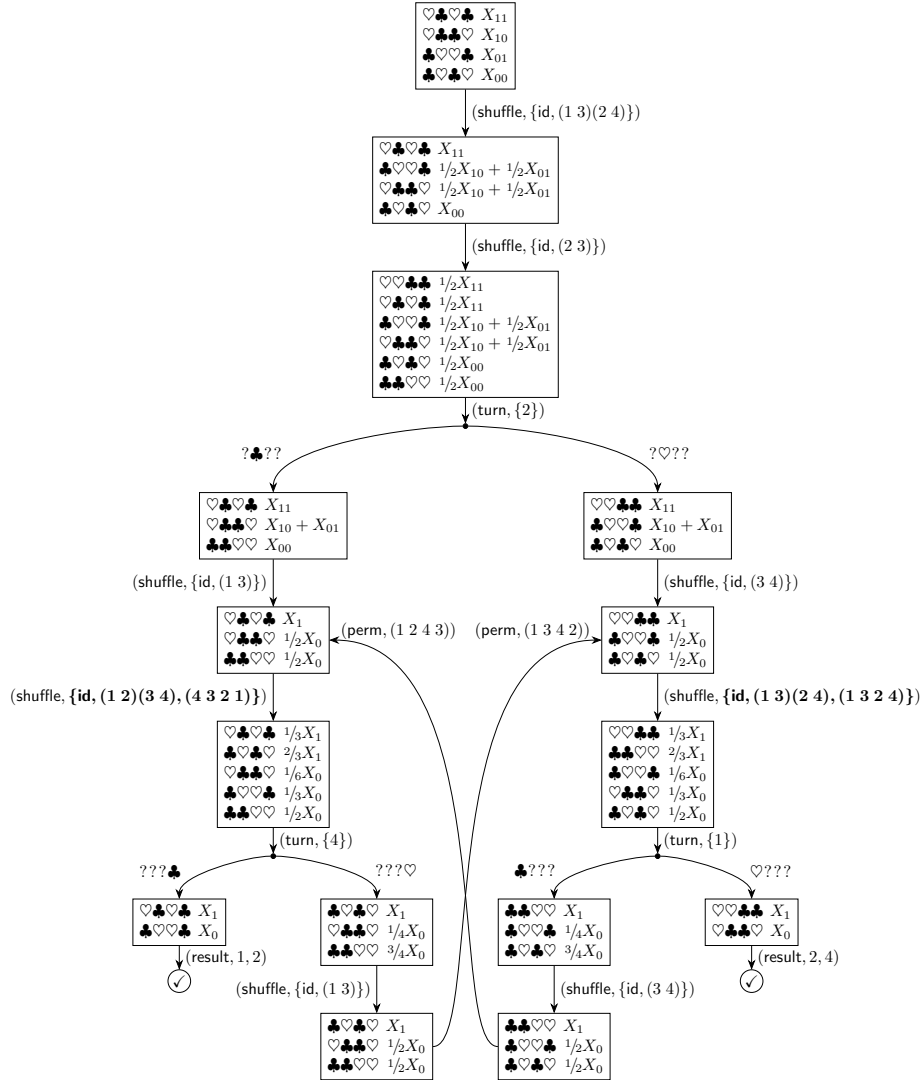 ♡♣♡♣ X₁₁
♡♣♣♡ X₁₀
♣♡♡♣ X₀₁
♣♡♣♡ X₀₀
(shuffle, {id, (1 3)(2 4)})
♡♣♡♣ X₁₁
♣♡♡♣ 1/2X₁₀ + 1/2X₀₁
♡♣♣♡ 1/2X₁₀ + 1/2X₀₁
♣♡♣♡ X₀₀
(shuffle, {id, (2 3)})
♡♡♣♣ 1/2X₁₁
♡♣♡♣ 1/2X₁₁
♣♡♡♣ 1/2X₁₀ + 1/2X₀₁
♡♣♣♡ 1/2X₁₀ + 1/2X₀₁
♣♡♣♡ 1/2X₀₀
♣♣♡♡ 1/2X₀₀
(turn, {2})
?♣??
?♡??
♡♣♡♣ X₁₁
♡♣♣♡ X₁₀ + X₀₁
♣♣♡♡ X₀₀
♡♡♣♣ X₁₁
♣♡♡♣ X₁₀ + X₀₁
♣♡♣♡ X₀₀
(shuffle, {id, (1 3)})
(shuffle, {id, (3 4)})
♡♣♡♣ X₁
♡♣♣♡ 1/2X₀
♣♣♡♡ 1/2X₀
(perm, (1 2 4 3))
(perm, (1 3 4 2))
♡♡♣♣ X₁
♣♡♡♣ 1/2X₀
♣♡♣♡ 1/2X₀
(shuffle, {id, (1 2)(3 4), (4 3 2 1)})
(shuffle, {id, (1 3)(2 4), (1 3 2 4)})
♡♣♡♣ 1/3X₁
♣♡♣♡ 2/3X₁
♡♣♣♡ 1/6X₀
♣♡♡♣ 1/3X₀
♣♣♡♡ 1/2X₀
♡♡♣♣ 1/3X₁
♣♣♡♡ 2/3X₁
♣♡♡♣ 1/6X₀
♡♣♣♡ 1/3X₀
♣♡♣♡ 1/2X₀
(turn, {4})
(turn, {1})
???♣
???♡
♣???
♡???
♡♣♡♣ X₁
♣♡♡♣ X₀
♣♡♣♡ X₁
♡♣♣♡ 1/4X₀
♣♣♡♡ 3/4X₀
♣♣♡♡ X₁
♣♡♡♣ 1/4X₀
♣♡♣♡ 3/4X₀
♡♡♣♣ X₁
♡♣♣♡ X₀
(result, 1, 2)
(result, 2, 4)
✓
✓
(shuffle, {id, (1 3)})
(shuffle, {id, (3 4)})
♣♡♣♡ X₁
♡♣♣♡ 1/2X₀
♣♣♡♡ 1/2X₀
♣♣♡♡ X₁
♣♡♡♣ 1/2X₀
♣♡♣♡ 1/2X₀